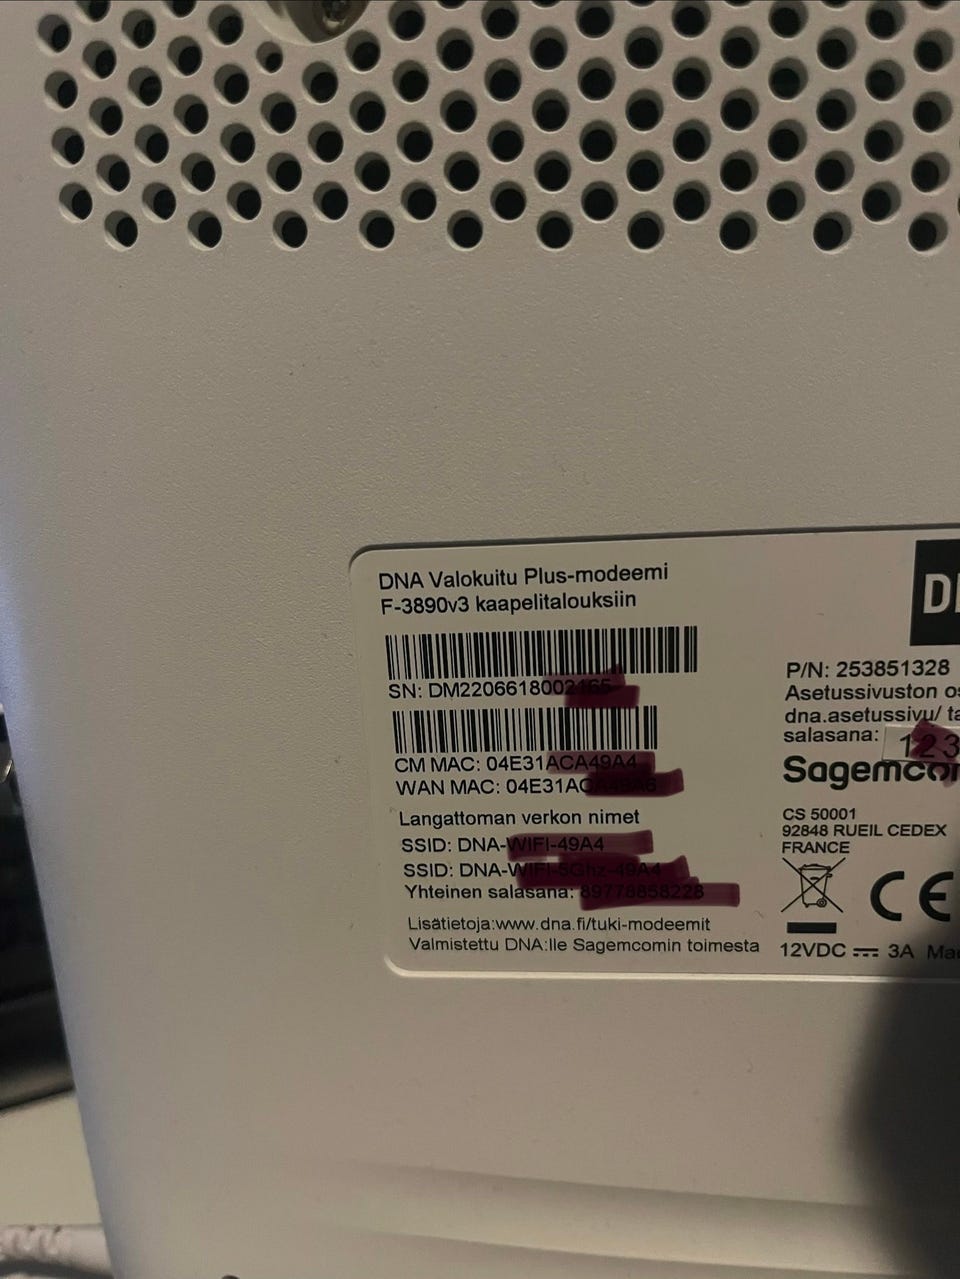 DNA Valokuitu Plus-modeemi
F-3890v3 kaapelitalouksiin
SN:
CM MAC:
WAN MAC:
Langattoman verkon nimet
SSID:
SSID:
Yhteinen salasana:
Lisätietoja:www.dna.fi/tuki-modeemit
Valmistettu DNA:lle Sagemcomin toimesta
P/N: 253851328
Asetussivuston
dna.asetussivu/
salasana:
Sagemcom
CS 50001
92848 RUEIL CEDEX
FRANCE
CE
12VDC ⎓ 3A